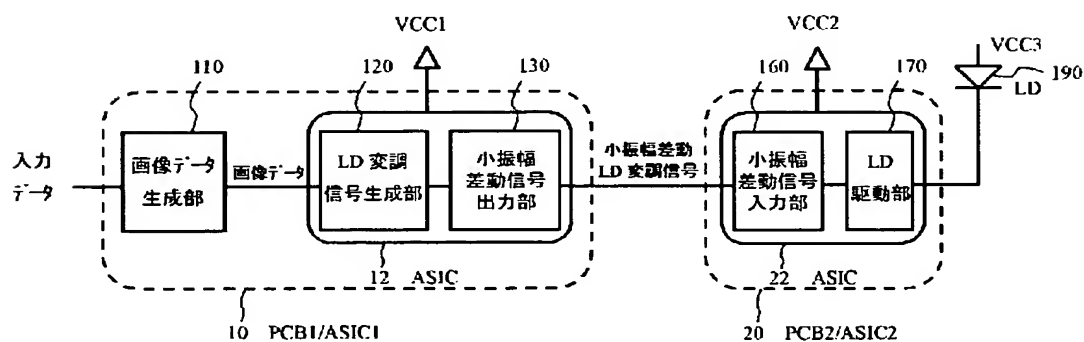 VCC1
VCC2
VCC3
110
120
130
160
170
190
LD
入力
データ
画像データ
生成部
画像データ
LD 変調
信号生成部
小振幅
差動信号
出力部
小振幅差動
LD 変調信号
小振幅
差動信号
入力部
LD
駆動部
12 ASIC
22 ASIC
10 PCB1/ASIC1
20 PCB2/ASIC2